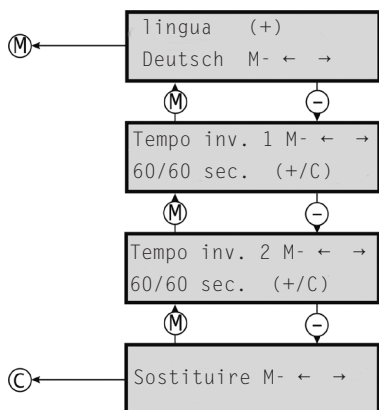 lingua (+)
M
Deutsch M- ← →
M −
Tempo inv. 1 M- ← →
60/60 sec. (+/C)
M −
Tempo inv. 2 M- ← →
60/60 sec. (+/C)
M −
C Sostituire M- ← →